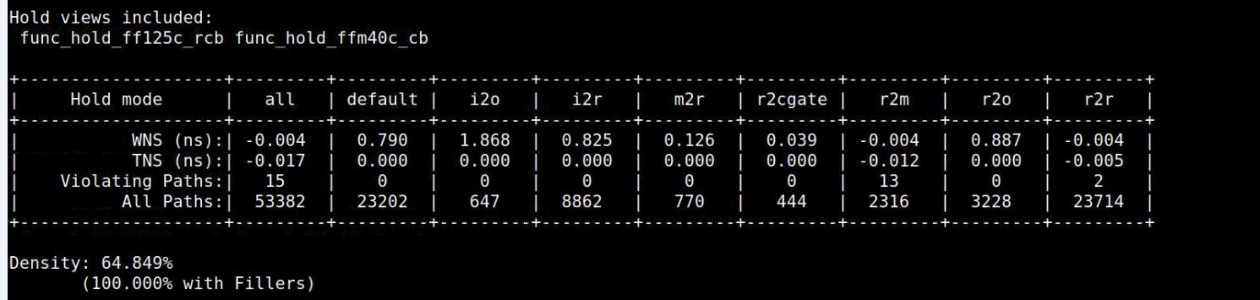 Hold views included:
 func_hold_ff125c_rcb func_hold_ffm40c_cb
+--------------------+---------+---------+---------+---------+---------+---------+---------+---------+---------+
|     Hold mode      |   all   | default |   i2o   |   i2r   |   m2r   | r2cgate |   r2m   |   r2o   |   r2r   |
+--------------------+---------+---------+---------+---------+---------+---------+---------+---------+---------+
|           WNS (ns):| -0.004  |  0.790  |  1.868  |  0.825  |  0.126  |  0.039  | -0.004  |  0.887  | -0.004  |
|           TNS (ns):| -0.017  |  0.000  |  0.000  |  0.000  |  0.000  |  0.000  | -0.012  |  0.000  | -0.005  |
|    Violating Paths:|   15    |    0    |    0    |    0    |    0    |    0    |   13    |    0    |    2    |
|          All Paths:|  53382  |  23202  |   647   |  8862   |   770   |   444   |  2316   |  3228   |  23714  |
+--------------------+---------+---------+---------+---------+---------+---------+---------+---------+---------+
Density: 64.849%
       (100.000% with Fillers)